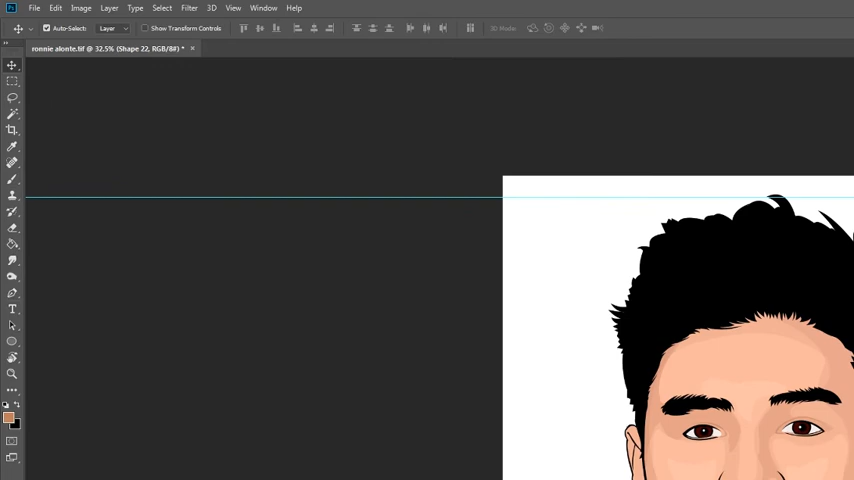 Ps File Edit Image Layer Type Select Filter 3D View Window Help
Auto-Select: Layer Show Transform Controls 3D Mode:
ronnie alonte.tif @ 32.5% (Shape 22, RGB/8#) * ×